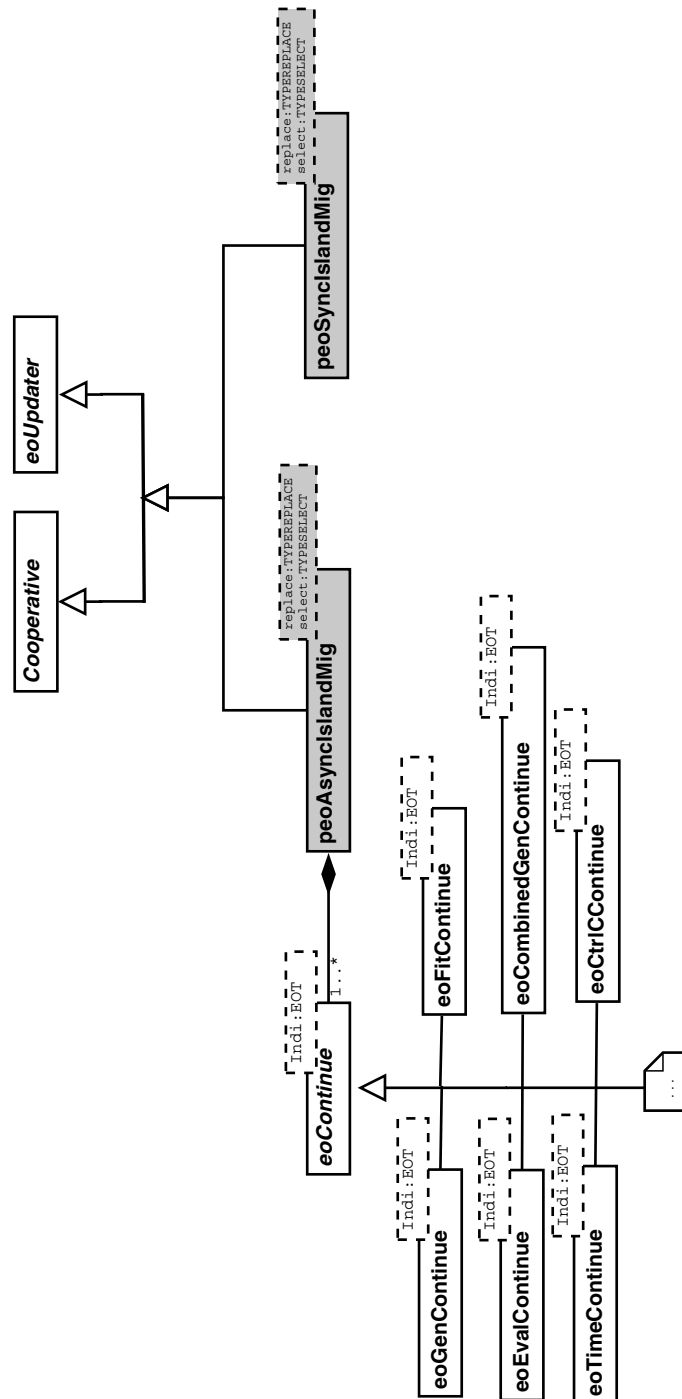 Cooperative
eoUpdater
replace:TYPEREPLACE
select:TYPESELECT
peoAsyncIslandMig
replace:TYPEREPLACE
select:TYPESELECT
peoSyncIslandMig
1..*
Indi:EOT
eoContinue
Indi:EOT
eoGenContinue
Indi:EOT
eoFitContinue
Indi:EOT
eoEvalContinue
Indi:EOT
eoCombinedGenContinue
Indi:EOT
eoTimeContinue
Indi:EOT
eoCtrlCContinue
...